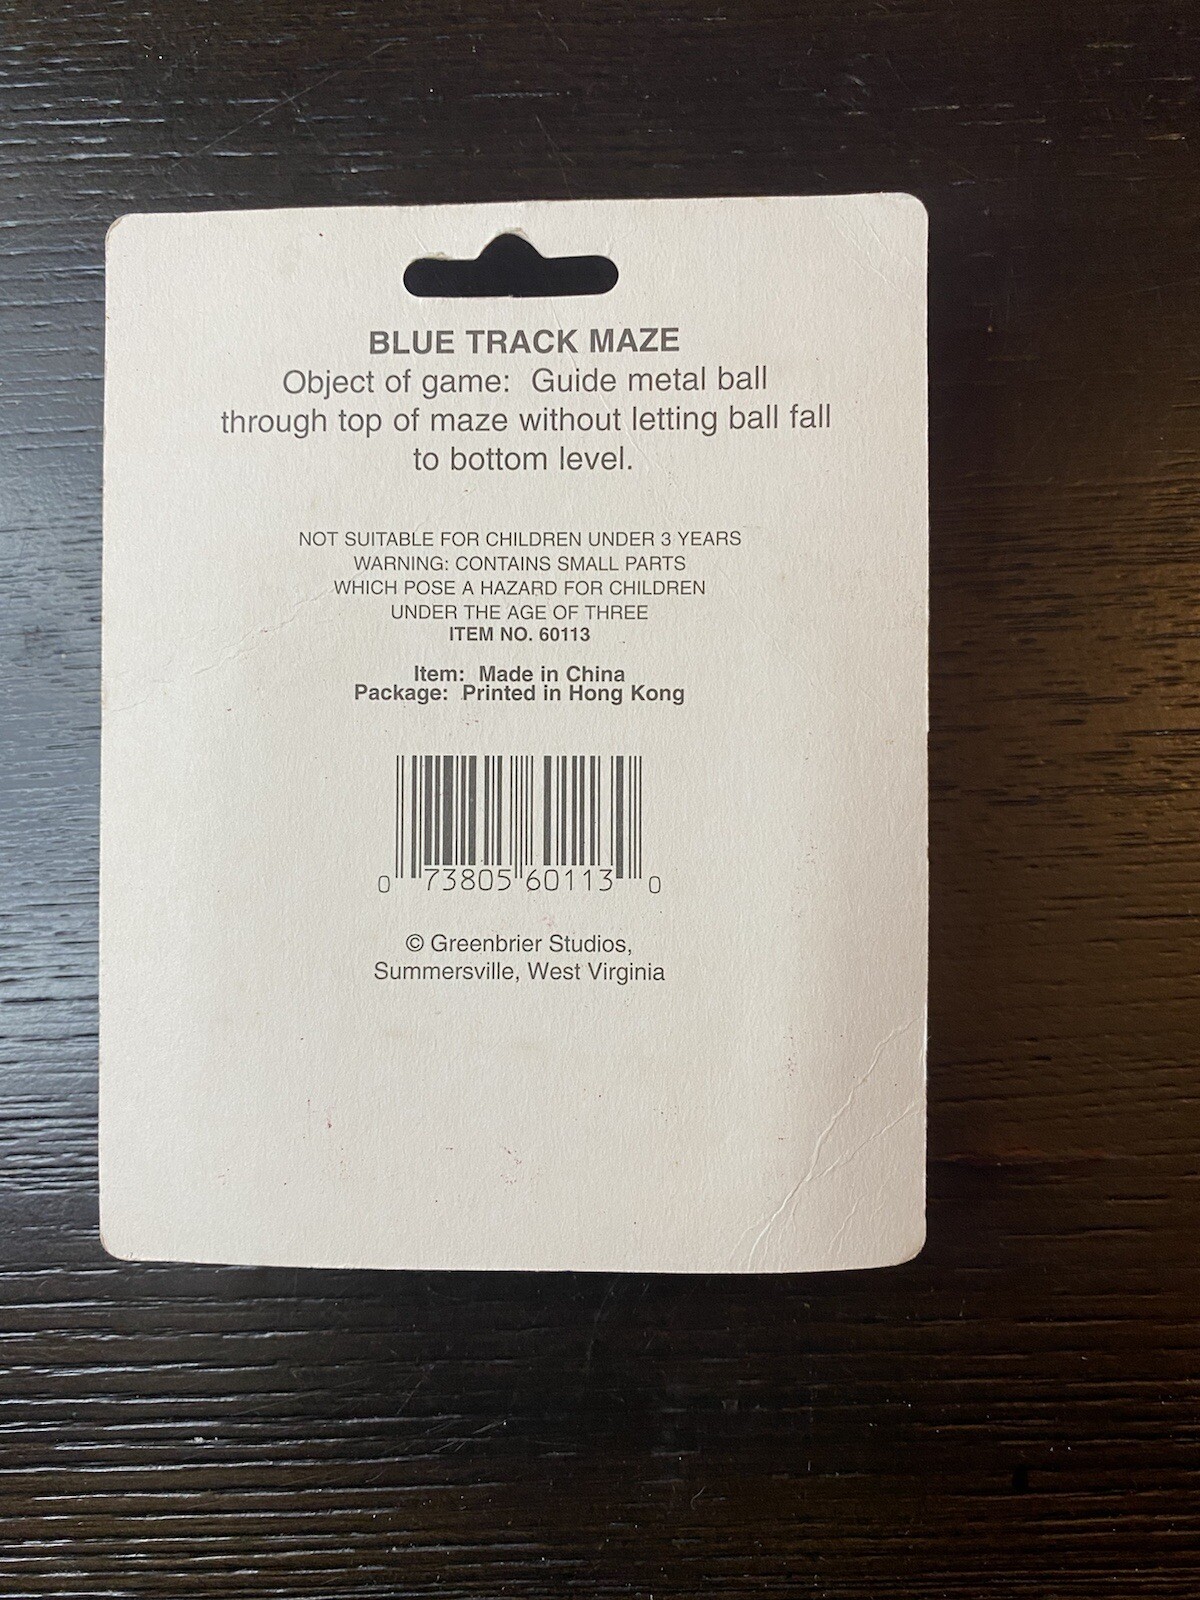 BLUE TRACK MAZE
Object of game: Guide metal ball
through top of maze without letting ball fall
to bottom level.
NOT SUITABLE FOR CHILDREN UNDER 3 YEARS
WARNING: CONTAINS SMALL PARTS
WHICH POSE A HAZARD FOR CHILDREN
UNDER THE AGE OF THREE
ITEM NO. 60113
Item: Made in China
Package: Printed in Hong Kong
0 73805 60113 0
© Greenbrier Studios,
Summersville, West Virginia